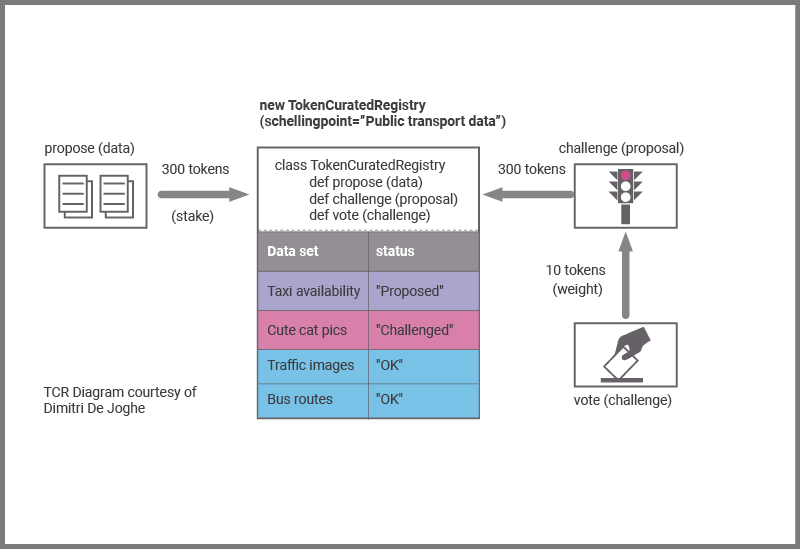 new TokenCuratedRegistry
(schellingpoint=”Public transport data”)
propose (data)
300 tokens
(stake)
class TokenCuratedRegistry
def propose (data)
def challenge (proposal)
def vote (challenge)
300 tokens
challenge (proposal)
10 tokens
(weight)
vote (challenge)
Data set status
Taxi availability "Proposed"
Cute cat pics "Challenged"
Traffic images "OK"
Bus routes "OK"
TCR Diagram courtesy of
Dimitri De Joghe